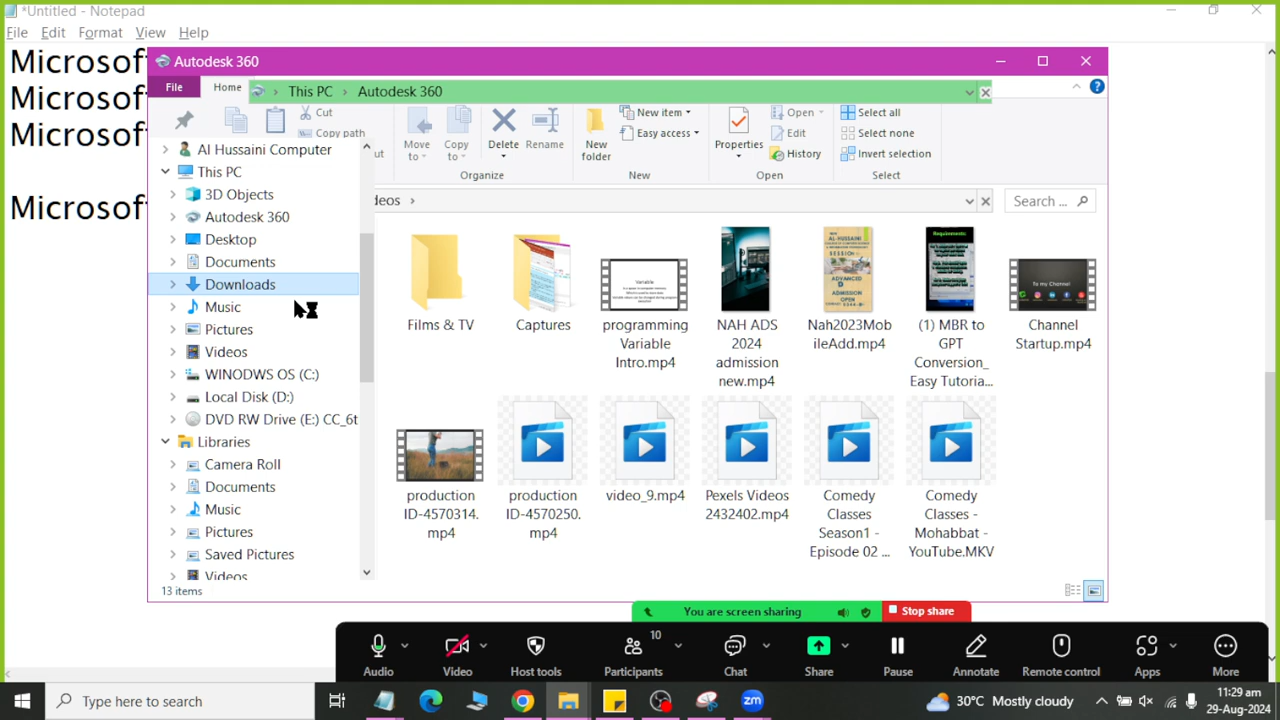 *Untitled - Notepad
File Edit Format View Help
Microsoft
Microsoft
Microsoft
Microsoft
Autodesk 360
File Home This PC Autodesk 360
Cut
Copy path
Move to
Copy to
Delete
Rename
New folder
New item
Easy access
Properties
Open
Edit
History
Select all
Select none
Invert selection
Organize New Open Select
Al Hussaini Computer
This PC
3D Objects
Autodesk 360
Desktop
Documents
Downloads
Music
Pictures
Videos
WINODWS OS (C:)
Local Disk (D:)
DVD RW Drive (E:) CC_6t
Libraries
Camera Roll
Documents
Music
Pictures
Saved Pictures
Videos
13 items
deos
Search ...
Films & TV
Captures
programming
Variable
Intro.mp4
NAH ADS
2024
admission
new.mp4
Nah2023Mob
ileAdd.mp4
(1) MBR to
GPT
Conversion_
Easy Tutoria...
Channel
Startup.mp4
production
ID-4570314.
mp4
production
ID-4570250.
mp4
video_9.mp4
Pexels Videos
2432402.mp4
Comedy
Classes
Season1 -
Episode 02 ...
Comedy
Classes -
Mohabbat -
YouTube.MKV
You are screen sharing Stop share
10
Audio Video Host tools Participants Chat Share Pause Annotate Remote control Apps More
Type here to search
zm
30°C Mostly cloudy
11:29 am
29-Aug-2024